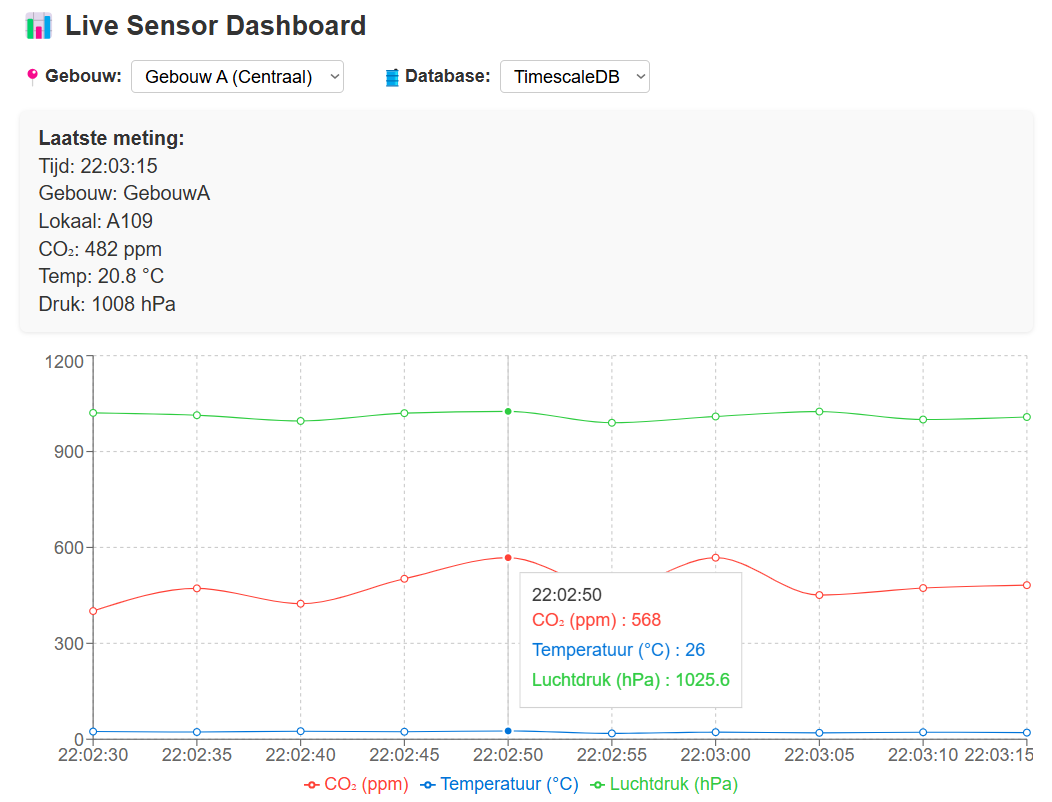 Live Sensor Dashboard
Gebouw: Gebouw A (Centraal) Database: TimescaleDB
Laatste meting:
Tijd: 22:03:15
Gebouw: GebouwA
Lokaal: A109
CO₂: 482 ppm
Temp: 20.8 °C
Druk: 1008 hPa
1200
900
600
300
0
22:02:50
CO₂ (ppm) : 568
Temperatuur (°C) : 26
Luchtdruk (hPa) : 1025.6
22:02:30 22:02:35 22:02:40 22:02:45 22:02:50 22:02:55 22:03:00 22:03:05 22:03:10 22:03:15
CO₂ (ppm) Temperatuur (°C) Luchtdruk (hPa)